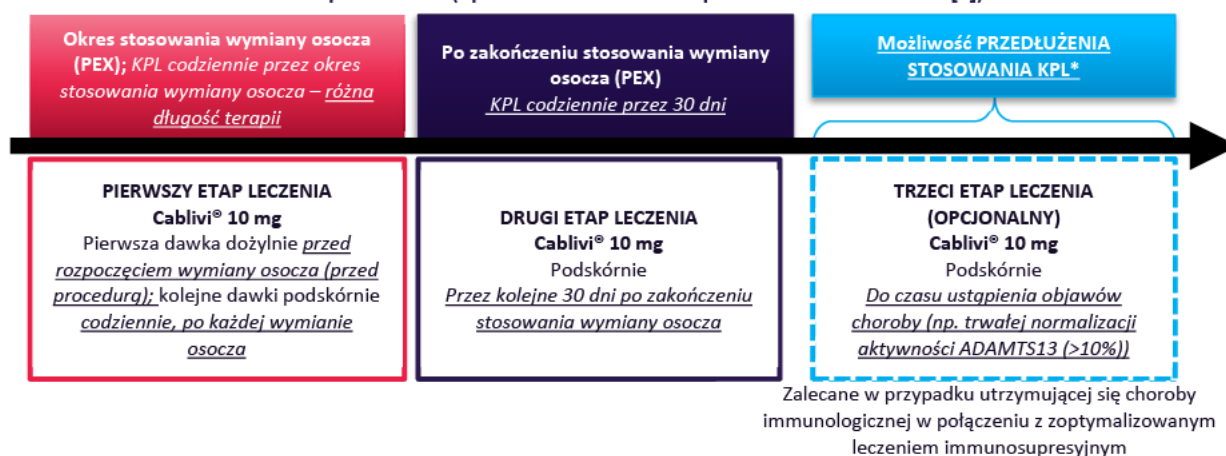 Okres stosowania wymiany osocza
(PEX); KPL codziennie przez okres
stosowania wymiany osocza – różna
długość terapii
Po zakończeniu stosowania wymiany
osocza (PEX)
KPL codziennie przez 30 dni
Możliwość PRZEDŁUŻENIA
STOSOWANIA KPL*
PIERWSZY ETAP LECZENIA
Cablivi® 10 mg
Pierwsza dawka dożylnie przed
rozpoczęciem wymiany osocza (przed
procedurą); kolejne dawki podskórnie
codziennie, po każdej wymianie
osocza
DRUGI ETAP LECZENIA
Cablivi® 10 mg
Podskórnie
Przez kolejne 30 dni po zakończeniu
stosowania wymiany osocza
TRZECI ETAP LECZENIA
(OPCJONALNY)
Cablivi® 10 mg
Podskórnie
Do czasu ustąpienia objawów
choroby (np. trwałej normalizacji
aktywności ADAMTS13 (>10%))
Zalecane w przypadku utrzymującej się choroby
immunologicznej w połączeniu z zoptymalizowanym
leczeniem immunosupresyjnym